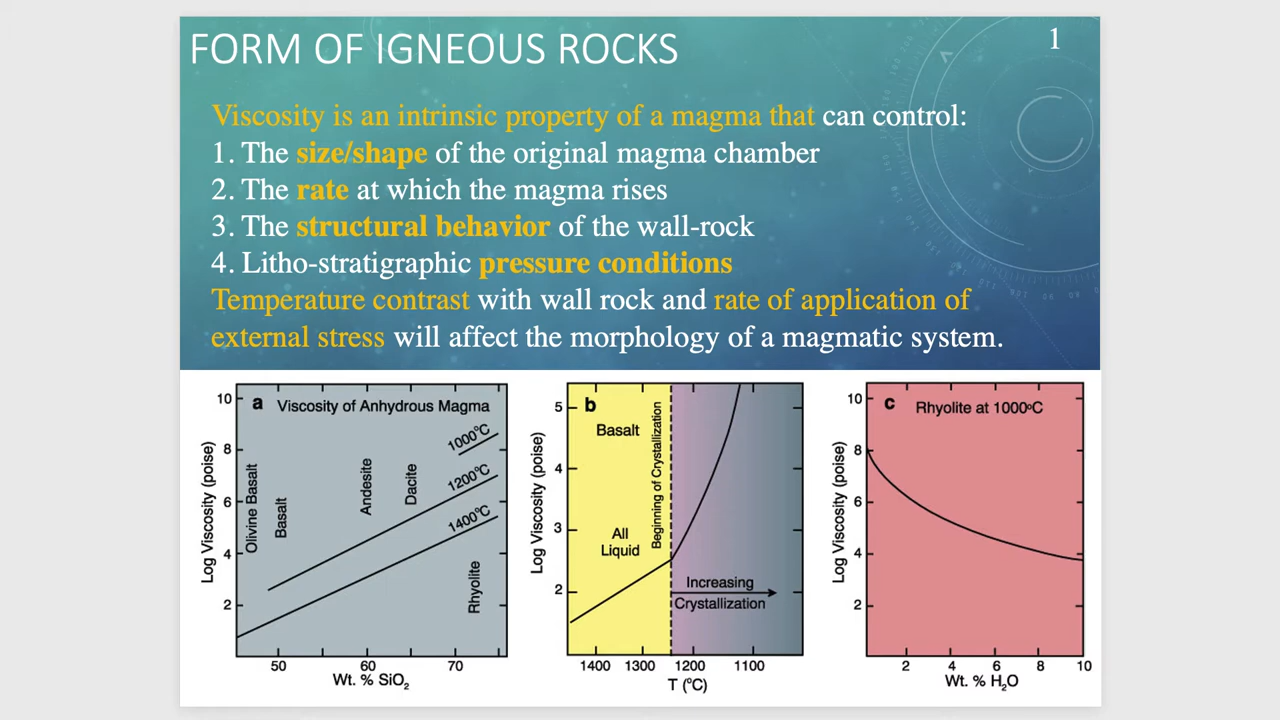 FORM OF IGNEOUS ROCKS
1
Viscosity is an intrinsic property of a magma that can control:
1. The size/shape of the original magma chamber
2. The rate at which the magma rises
3. The structural behavior of the wall-rock
4. Litho-stratigraphic pressure conditions
Temperature contrast with wall rock and rate of application of
external stress will affect the morphology of a magmatic system.
a Viscosity of Anhydrous Magma
Log Viscosity (poise)
10
8
6
4
2
Olivine Basalt
Basalt
Andesite
Dacite
Rhyolite
1000°C
1200°C
1400°C
50 60 70
Wt. % SiO₂
b
Basalt
Log Viscosity (poise)
5
4
3
2
All
Liquid
Beginning of Crystallization
Increasing
Crystallization
1400 1300 1200 1100
T (°C)
c Rhyolite at 1000°C
Log Viscosity (poise)
10
8
6
4
2
2 4 6 8 10
Wt. % H₂O